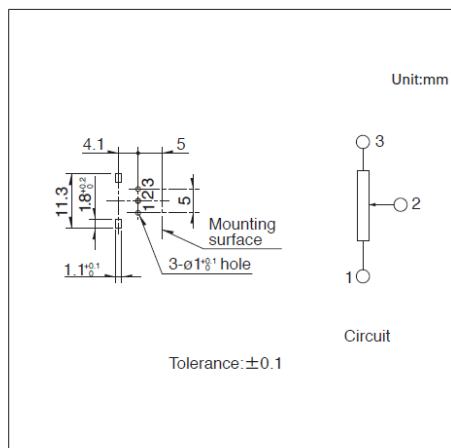 Unit:mm
4.1 5
3
11.3
1.8+0.2 0
1 2 3
5
2
Mounting
surface
1.1+0.1 0
3-ø1+0.1 0 hole
1
Circuit
Tolerance:±0.1